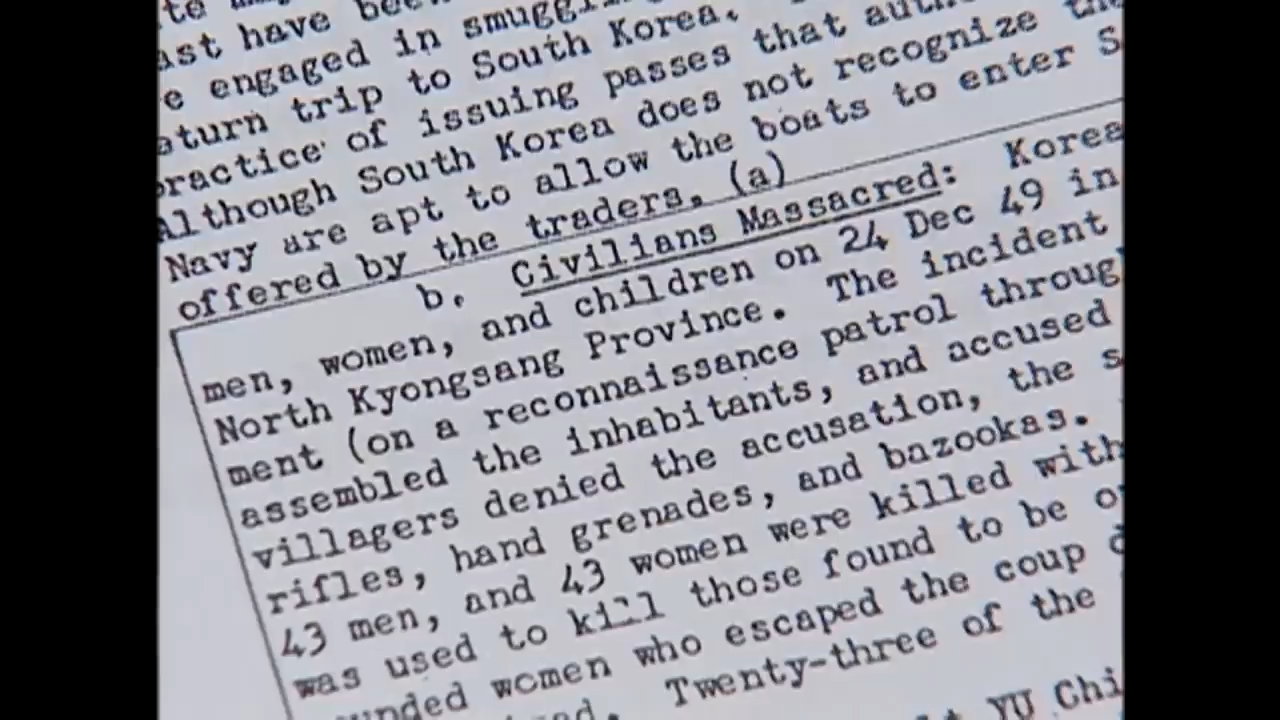 ast have been
e engaged in smuggling
eturn trip to South Korea.
practice of issuing passes that
Although South Korea does not recognize the
Navy are apt to allow the boats to enter S
offered by the traders. (a)
b. Civilians Massacred: Korea
men, women, and children on 24 Dec 49 in
North Kyongsang Province. The incident
ment (on a reconnaissance patrol throug
assembled the inhabitants, and accused
villagers denied the accusation, the s
rifles, hand grenades, and bazookas.
43 men, and 43 women were killed with
was used to kill those found to be
unded women who escaped the coup d
Twenty-three of the
YU Chi